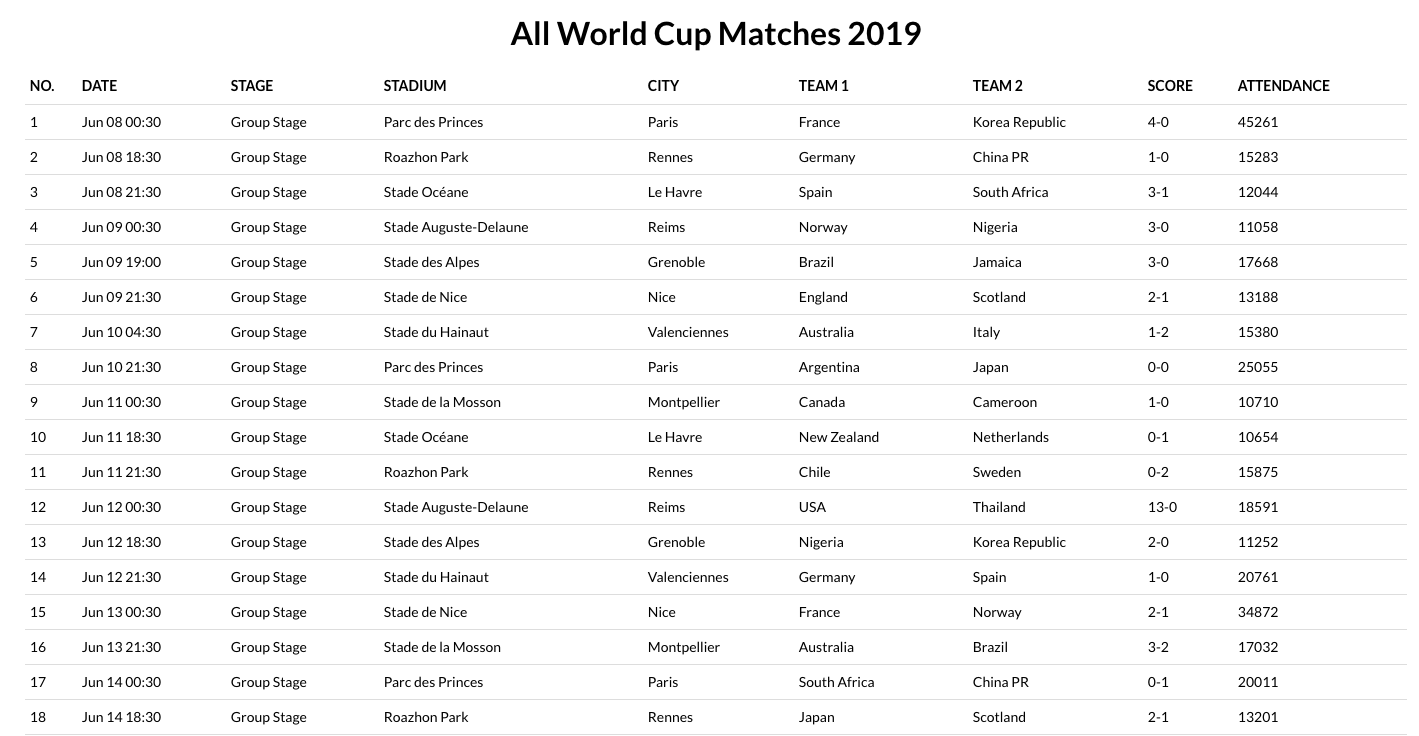 All World Cup Matches 2019
NO. DATE STAGE STADIUM CITY TEAM 1 TEAM 2 SCORE ATTENDANCE
1 Jun 08 00:30 Group Stage Parc des Princes Paris France Korea Republic 4-0 45261
2 Jun 08 18:30 Group Stage Roazhon Park Rennes Germany China PR 1-0 15283
3 Jun 08 21:30 Group Stage Stade Océane Le Havre Spain South Africa 3-1 12044
4 Jun 09 00:30 Group Stage Stade Auguste-Delaune Reims Norway Nigeria 3-0 11058
5 Jun 09 19:00 Group Stage Stade des Alpes Grenoble Brazil Jamaica 3-0 17668
6 Jun 09 21:30 Group Stage Stade de Nice Nice England Scotland 2-1 13188
7 Jun 10 04:30 Group Stage Stade du Hainaut Valenciennes Australia Italy 1-2 15380
8 Jun 10 21:30 Group Stage Parc des Princes Paris Argentina Japan 0-0 25055
9 Jun 11 00:30 Group Stage Stade de la Mosson Montpellier Canada Cameroon 1-0 10710
10 Jun 11 18:30 Group Stage Stade Océane Le Havre New Zealand Netherlands 0-1 10654
11 Jun 11 21:30 Group Stage Roazhon Park Rennes Chile Sweden 0-2 15875
12 Jun 12 00:30 Group Stage Stade Auguste-Delaune Reims USA Thailand 13-0 18591
13 Jun 12 18:30 Group Stage Stade des Alpes Grenoble Nigeria Korea Republic 2-0 11252
14 Jun 12 21:30 Group Stage Stade du Hainaut Valenciennes Germany Spain 1-0 20761
15 Jun 13 00:30 Group Stage Stade de Nice Nice France Norway 2-1 34872
16 Jun 13 21:30 Group Stage Stade de la Mosson Montpellier Australia Brazil 3-2 17032
17 Jun 14 00:30 Group Stage Parc des Princes Paris South Africa China PR 0-1 20011
18 Jun 14 18:30 Group Stage Roazhon Park Rennes Japan Scotland 2-1 13201